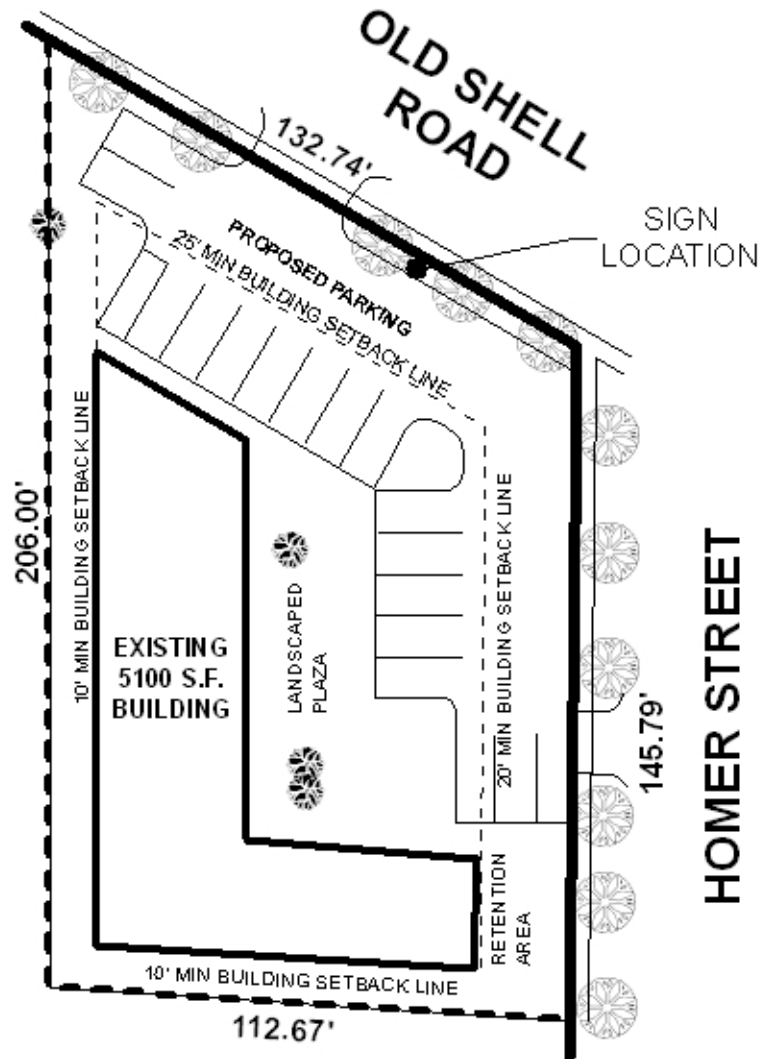 OLD SHELL
ROAD
132.74'
SIGN
LOCATION
PROPOSED PARKING
25' MIN BUILDING SETBACK LINE
10' MIN BUILDING SETBACK LINE
206.00'
EXISTING
5100 S.F.
BUILDING
LANDSCAPED
PLAZA
20' MIN BUILDING SETBACK LINE
145.79'
HOMER STREET
RETENTION
AREA
10' MIN BUILDING SETBACK LINE
112.67'